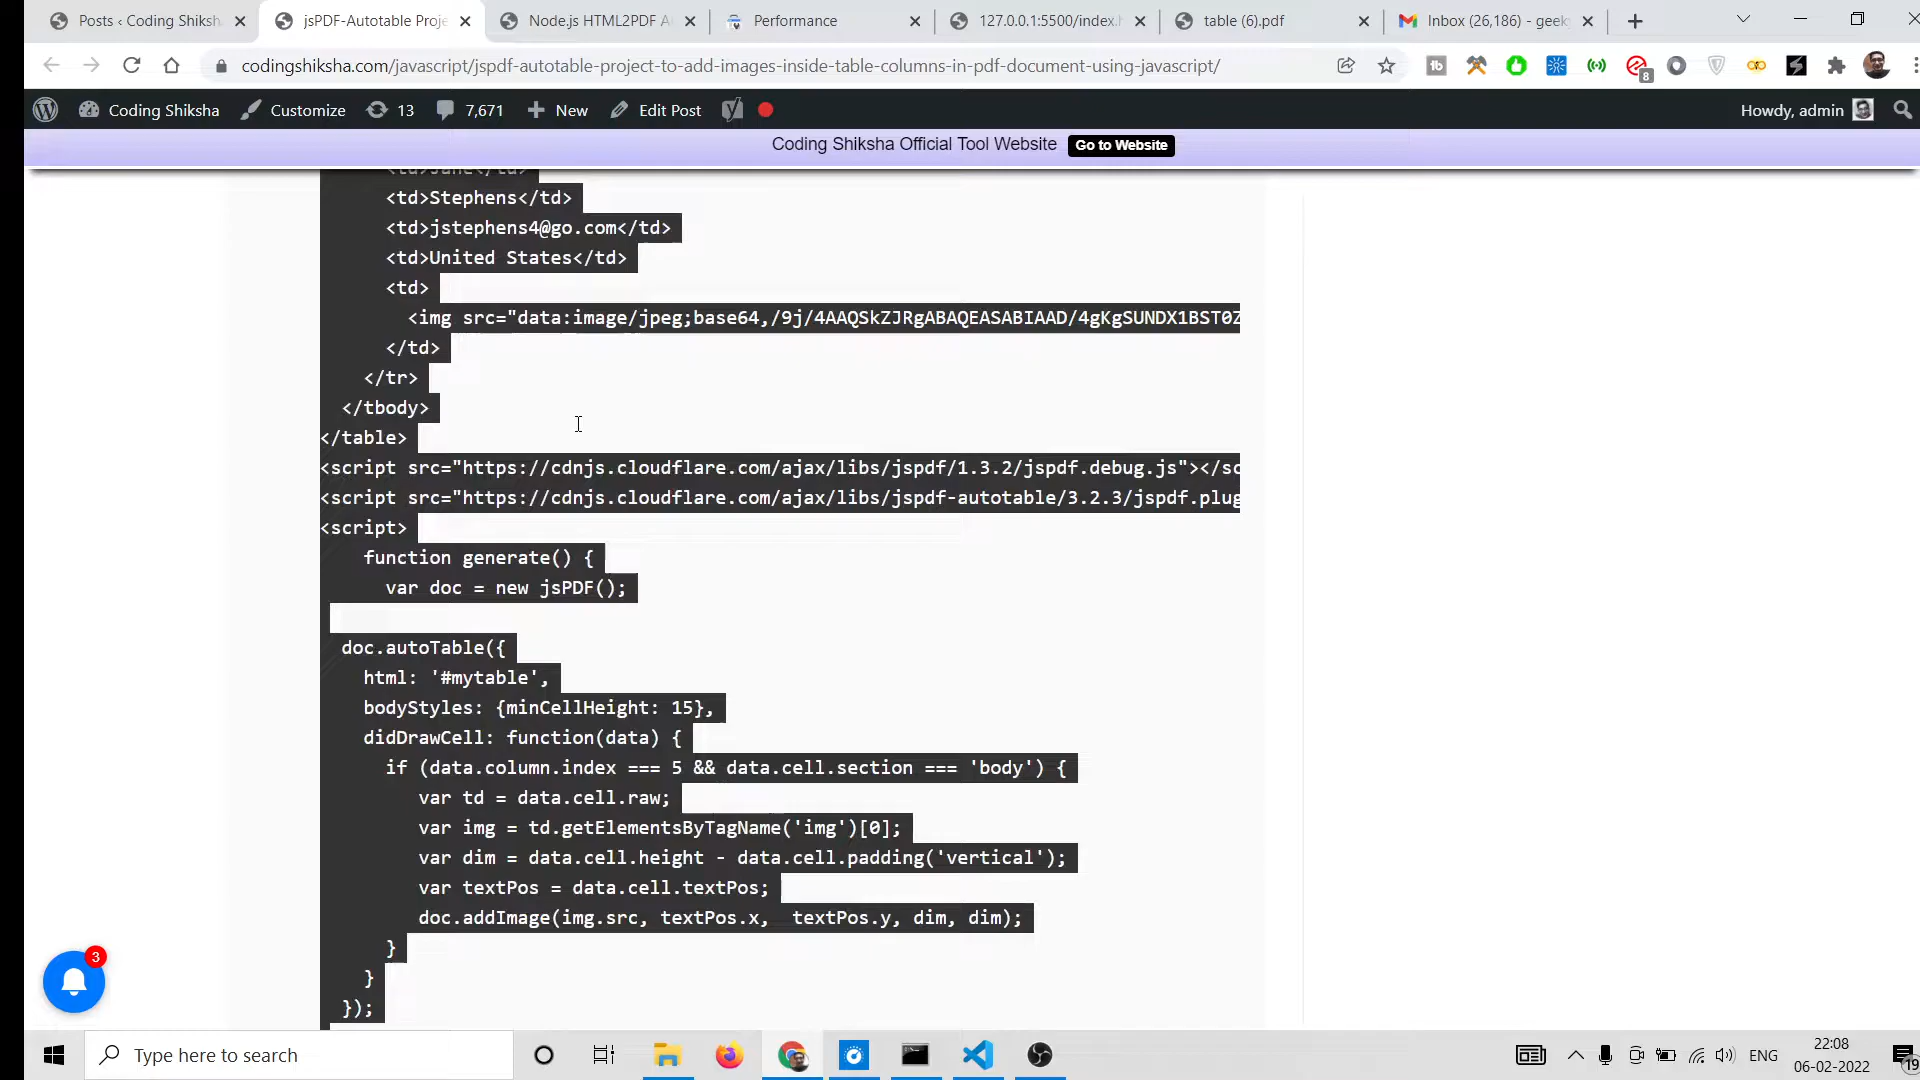 Posts ‹ Coding Shiksh
jsPDF-Autotable Proje
Node.js HTML2PDF A
Performance
127.0.0.1:5500/index.h
table (6).pdf
Inbox (26,186) - geek
codingshiksha.com/javascript/jspdf-autotable-project-to-add-images-inside-table-columns-in-pdf-document-using-javascript/
8
Coding Shiksha
Customize
13
7,671
New
Edit Post
Howdy, admin
Coding Shiksha Official Tool Website
Go to Website
<td>Jane</td>
<td>Stephens</td>
<td>jstephens4@go.com</td>
<td>United States</td>
<td>
<img src="data:image/jpeg;base64,/9j/4AAQSkZJRgABAQEASABIAAD/4gKgSUNDX1BST0Z
</td>
</tr>
</tbody>
</table>
<script src="https://cdnjs.cloudflare.com/ajax/libs/jspdf/1.3.2/jspdf.debug.js"></sc
<script src="https://cdnjs.cloudflare.com/ajax/libs/jspdf-autotable/3.2.3/jspdf.plug
<script>
function generate() {
var doc = new jsPDF();
doc.autoTable({
html: '#mytable',
bodyStyles: {minCellHeight: 15},
didDrawCell: function(data) {
if (data.column.index === 5 && data.cell.section === 'body') {
var td = data.cell.raw;
var img = td.getElementsByTagName('img')[0];
var dim = data.cell.height - data.cell.padding('vertical');
var textPos = data.cell.textPos;
doc.addImage(img.src, textPos.x,  textPos.y, dim, dim);
}
}
});
3
Type here to search
ENG
22:08
06-02-2022
19